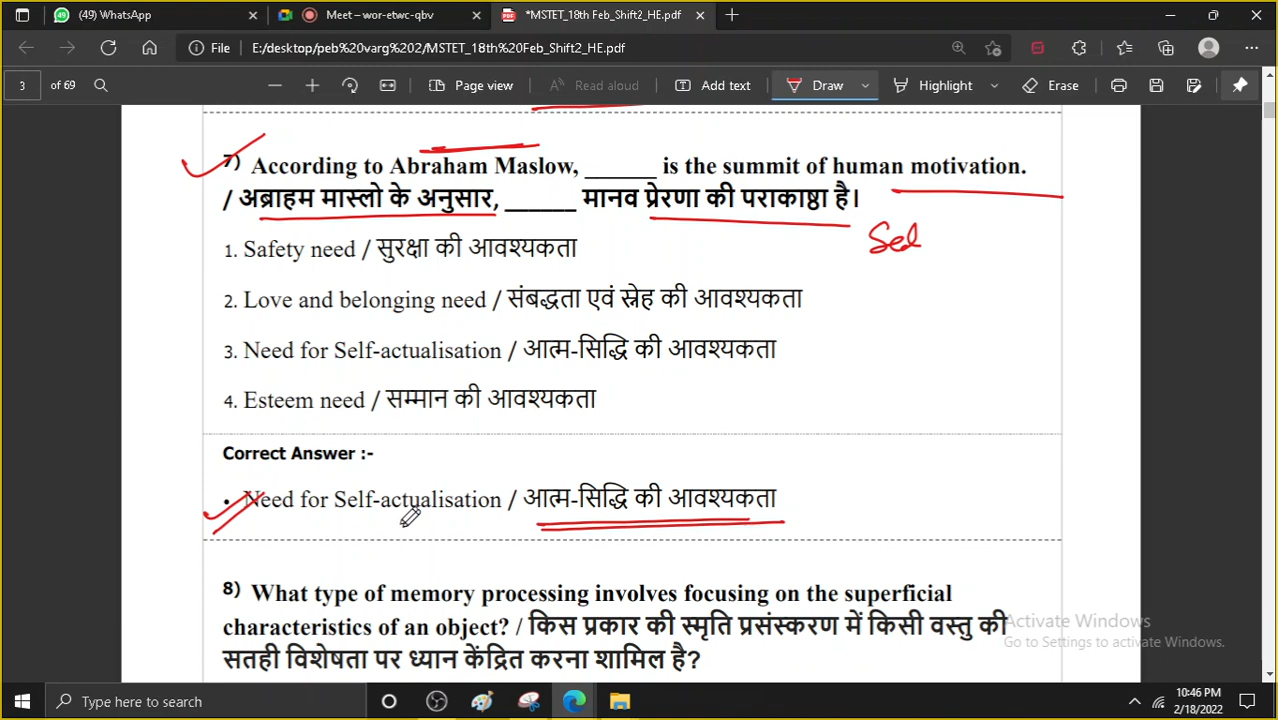 (49) WhatsApp
Meet – wor-etwc-qbv
*MSTET_18th Feb_Shift2_HE.pdf
File E:/desktop/peb%20varg%202/MSTET_18th%20Feb_Shift2_HE.pdf
3 of 69 Page view Read aloud Add text Draw Highlight Erase
7) According to Abraham Maslow, ______ is the summit of human motivation.
/ अब्राहम मास्लो के अनुसार, ______ मानव प्रेरणा की पराकाष्ठा है।
1. Safety need / सुरक्षा की आवश्यकता
2. Love and belonging need / संबद्धता एवं स्नेह की आवश्यकता
3. Need for Self-actualisation / आत्म-सिद्धि की आवश्यकता
4. Esteem need / सम्मान की आवश्यकता
Correct Answer :-
• Need for Self-actualisation / आत्म-सिद्धि की आवश्यकता
8) What type of memory processing involves focusing on the superficial
characteristics of an object? / किस प्रकार की स्मृति प्रसंस्करण में किसी वस्तु की
सतही विशेषता पर ध्यान केंद्रित करना शामिल है?
Activate Windows
Go to Settings to activate Windows.
Type here to search
10:46 PM
2/18/2022